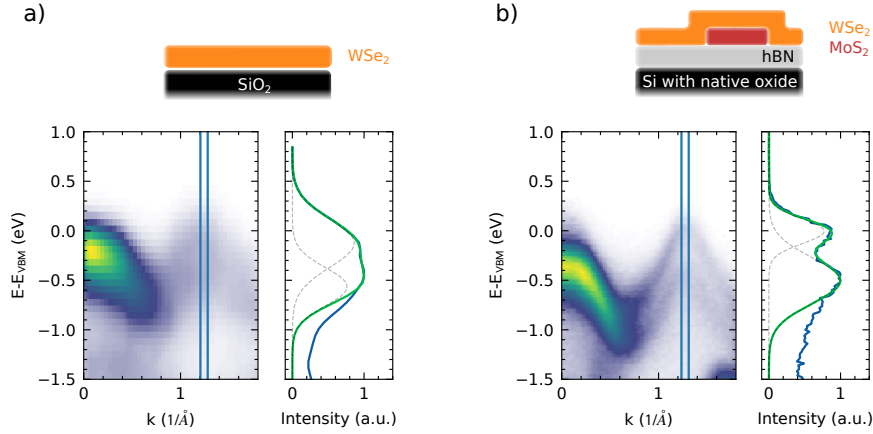 a)
WSe₂
SiO₂
1.0
0.5
0.0
−0.5
−1.0
−1.5
E-E_VBM (eV)
0
1
k (1/Å)
0
1
Intensity (a.u.)
b)
WSe₂
MoS₂
hBN
Si with native oxide
1.0
0.5
0.0
−0.5
−1.0
−1.5
E-E_VBM (eV)
0
1
k (1/Å)
0
1
Intensity (a.u.)